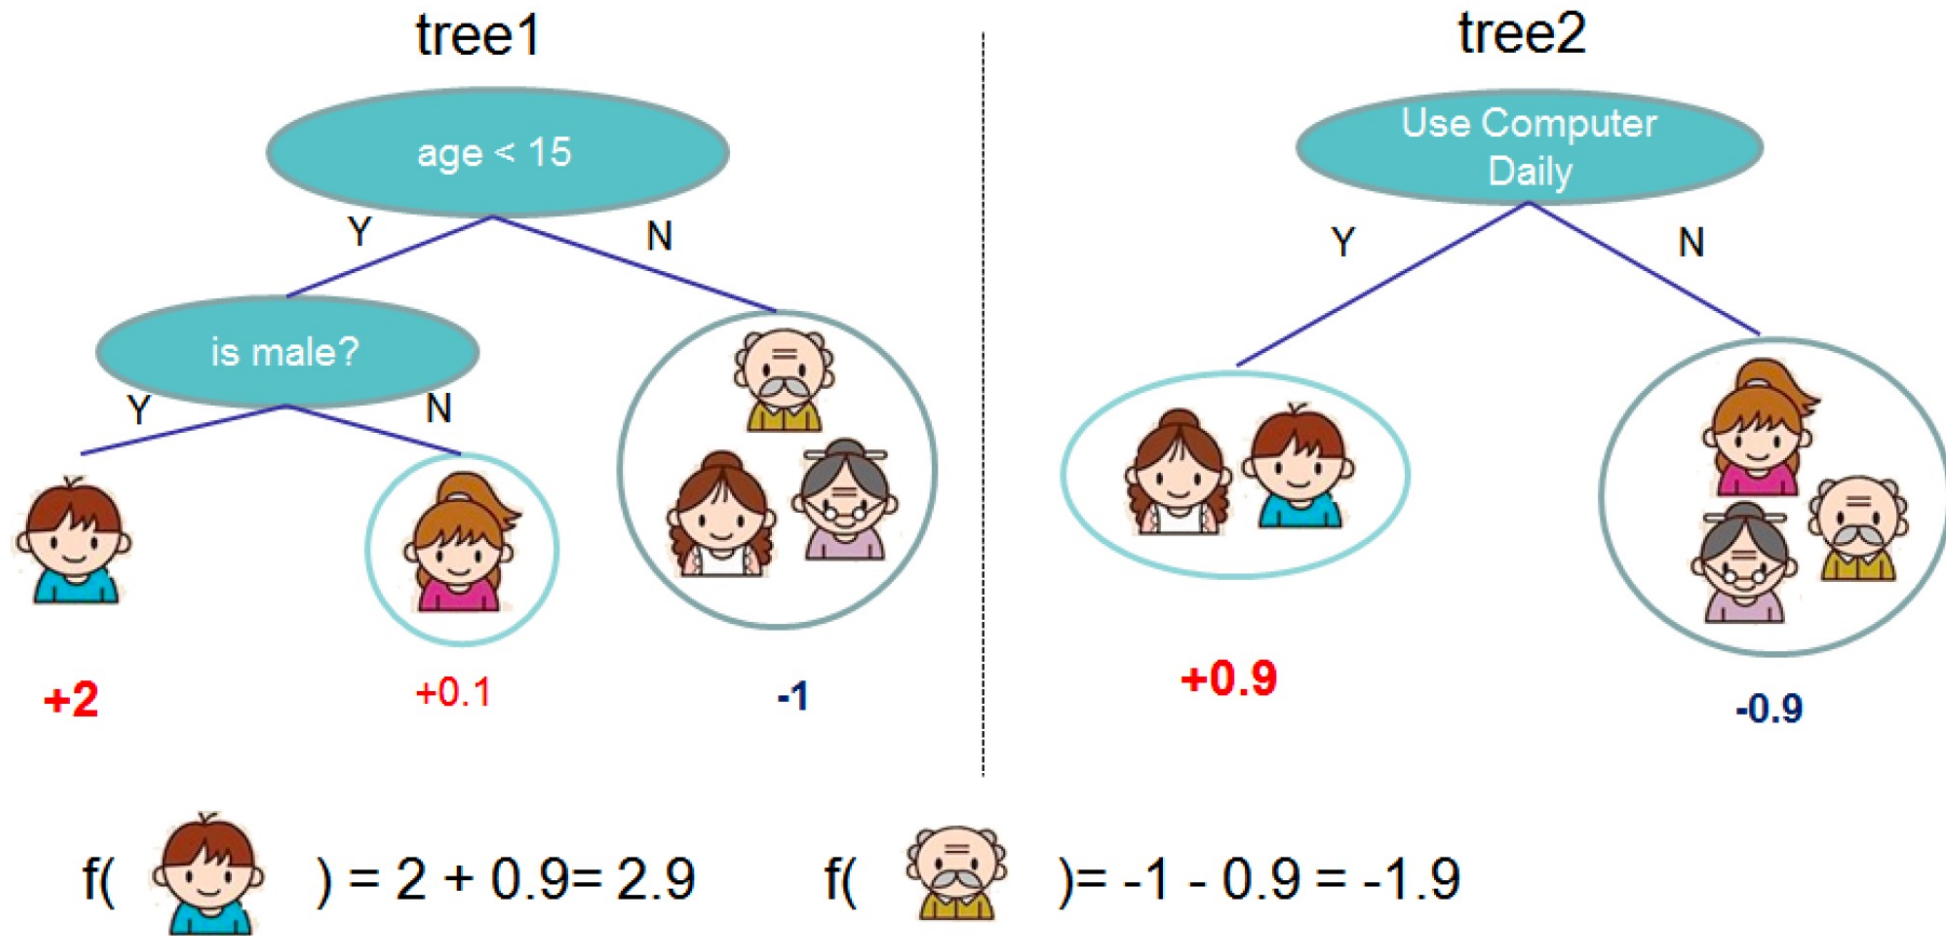 tree1
age < 15
Y
N
is male?
Y
N
+2
+0.1
-1
tree2
Use Computer
Daily
Y
N
+0.9
-0.9
f( ) = 2 + 0.9= 2.9
f( )= -1 - 0.9 = -1.9